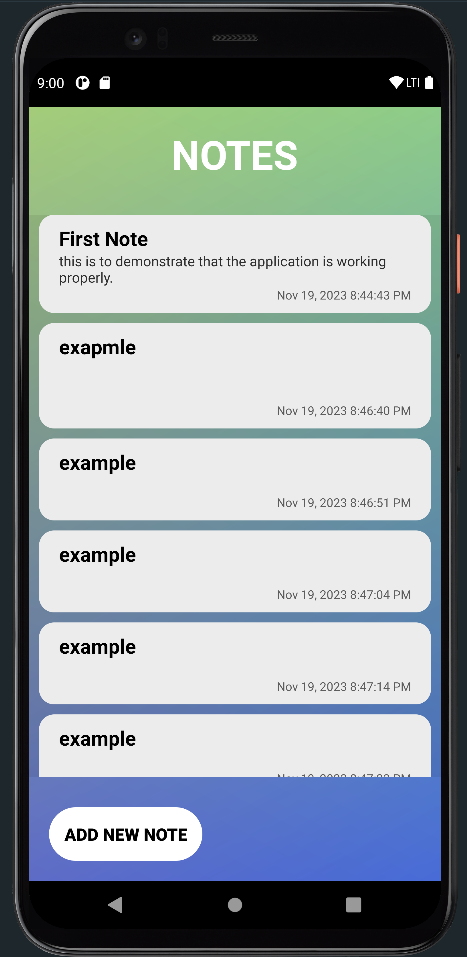 9:00
LTE
NOTES
First Note
this is to demonstrate that the application is working
properly.
Nov 19, 2023 8:44:43 PM
exapmle
Nov 19, 2023 8:46:40 PM
example
Nov 19, 2023 8:46:51 PM
example
Nov 19, 2023 8:47:04 PM
example
Nov 19, 2023 8:47:14 PM
example
ADD NEW NOTE